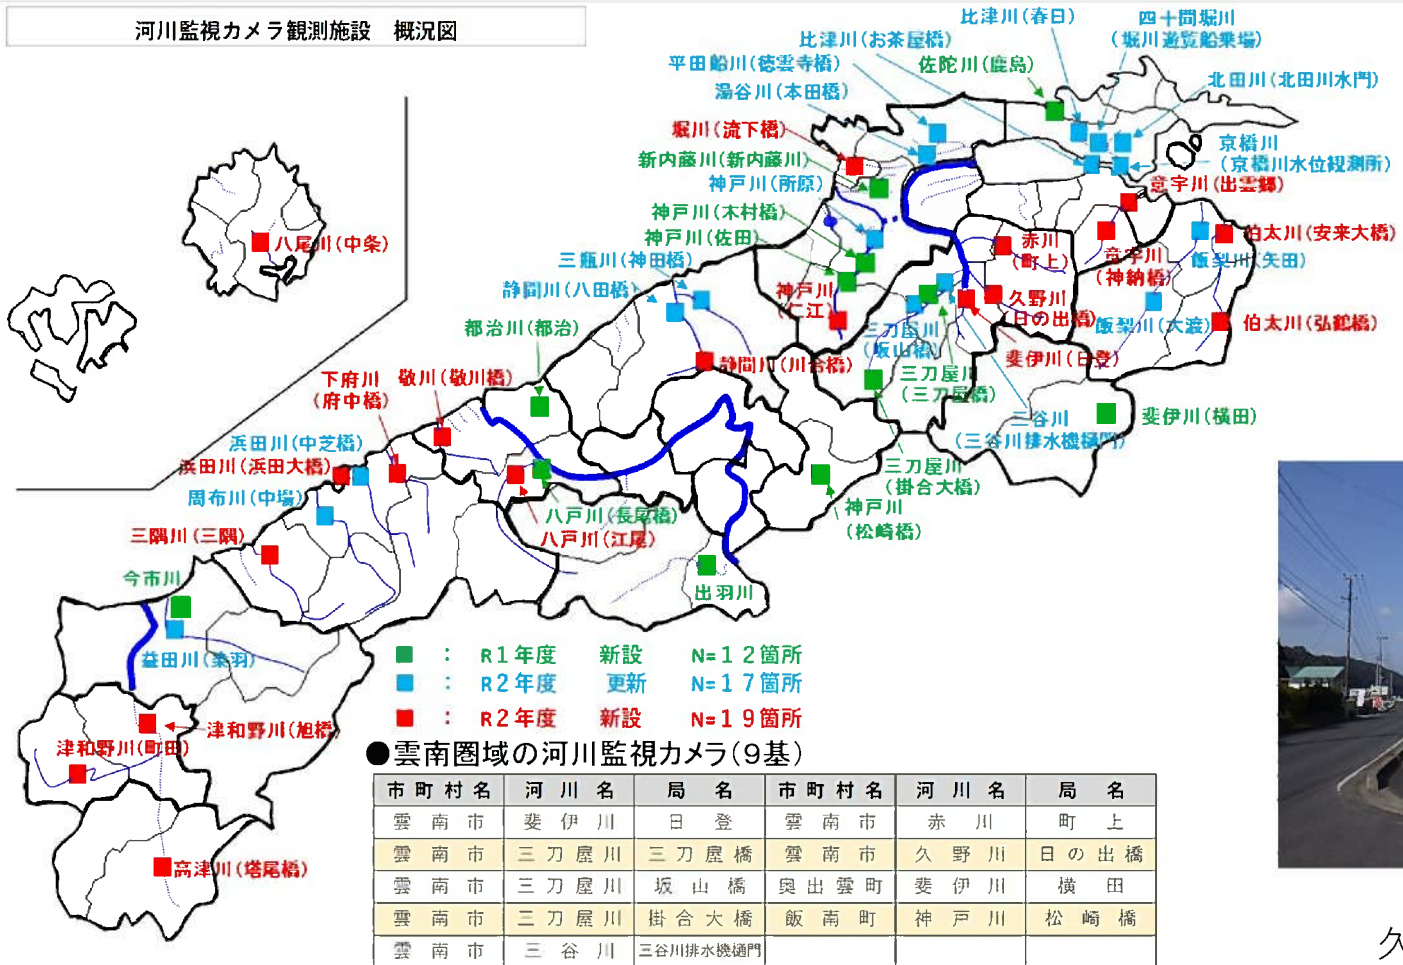 河川監視カメラ観測施設　概況図
比津川(春日)
四十間堀川
(堀川遊覧船乗場)
比津川(お茶屋橋)
佐陀川(鹿島)
平田船川(徳雲寺橋)
北田川(北田川水門)
湯谷川(本田橋)
堀川(流下橋)
京橋川
(京橋川水位観測所)
新内藤川(新内藤川)
神戸川(所原)
意宇川(出雲郷)
神戸川(木村橋)
神戸川(佐田)
八尾川(中条)
赤川
(町上)
意宇川
(神納橋)
伯太川(安来大橋)
飯梨川(矢田)
三瓶川(神田橋)
静間川(八田橋)
神戸川
(仁江)
久野川
(日の出橋)
飯梨川(大渡)
伯太川(弘鶴橋)
都治川(都治)
三刀屋川
(坂山橋)
斐伊川(日登)
静間川(川合橋)
下府川
(府中橋)
敬川(敬川橋)
三刀屋川
(三刀屋橋)
三谷川
(三谷川排水機樋門)
斐伊川(横田)
浜田川(中芝橋)
浜田川(浜田大橋)
周布川(中場)
三刀屋川
(掛合大橋)
八戸川(長尾橋)
八戸川(江尾)
神戸川
(松崎橋)
三隅川(三隅)
今市川
出羽川
益田川(染羽)
津和野川(旭橋)
津和野川(町田)
高津川(塔尾橋)
： R1年度　新設　N=12箇所
： R2年度　更新　N=17箇所
： R2年度　新設　N=19箇所
●雲南圏域の河川監視カメラ(9基)
市町村名 河川名 局名 市町村名 河川名 局名
雲南市 斐伊川 日登 雲南市 赤川 町上
雲南市 三刀屋川 三刀屋橋 雲南市 久野川 日の出橋
雲南市 三刀屋川 坂山橋 奥出雲町 斐伊川 横田
雲南市 三刀屋川 掛合大橋 飯南町 神戸川 松崎橋
雲南市 三谷川 三谷川排水機樋門
久